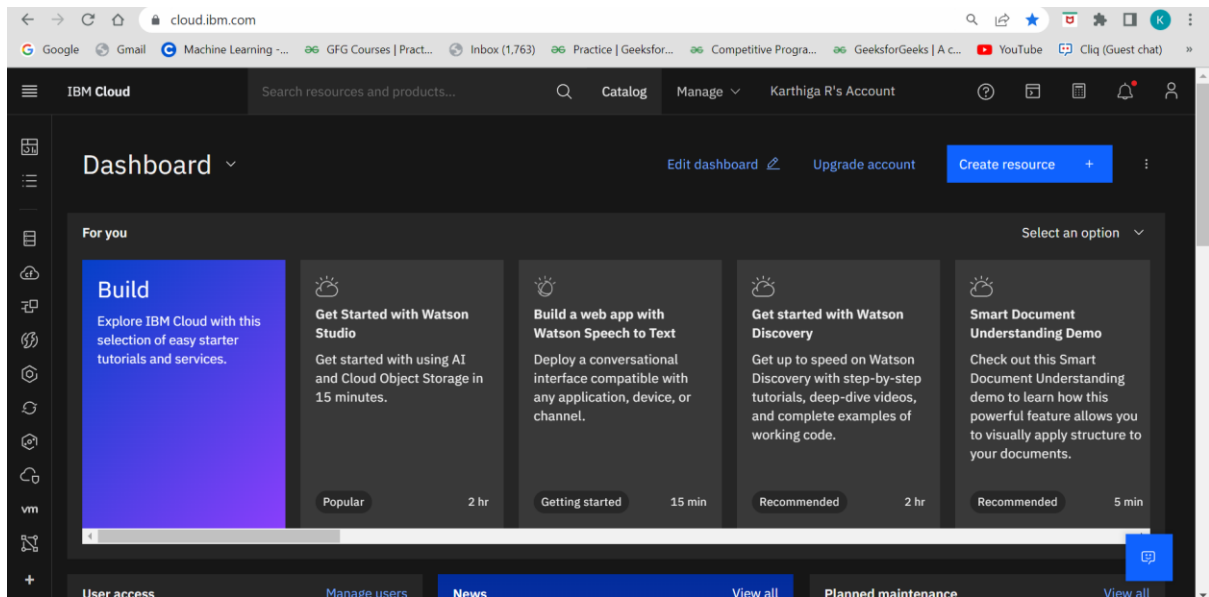 cloud.ibm.com
K
Google Gmail Machine Learning -... GFG Courses | Pract... Inbox (1,763) Practice | Geeksfor... Competitive Progra... GeeksforGeeks | A c... YouTube Cliq (Guest chat) »
IBM Cloud Search resources and products... Catalog Manage Karthiga R's Account
Dashboard Edit dashboard Upgrade account Create resource +
For you Select an option
Build
Explore IBM Cloud with this
selection of easy starter
tutorials and services.
Get Started with Watson
Studio
Get started with using AI
and Cloud Object Storage in
15 minutes.
Popular 2 hr
Build a web app with
Watson Speech to Text
Deploy a conversational
interface compatible with
any application, device, or
channel.
Getting started 15 min
Get started with Watson
Discovery
Get up to speed on Watson
Discovery with step-by-step
tutorials, deep-dive videos,
and complete examples of
working code.
Recommended 2 hr
Smart Document
Understanding Demo
Check out this Smart
Document Understanding
demo to learn how this
powerful feature allows you
to visually apply structure to
your documents.
Recommended 5 min
cf
vm
User access Manage users News View all Planned maintenance View all